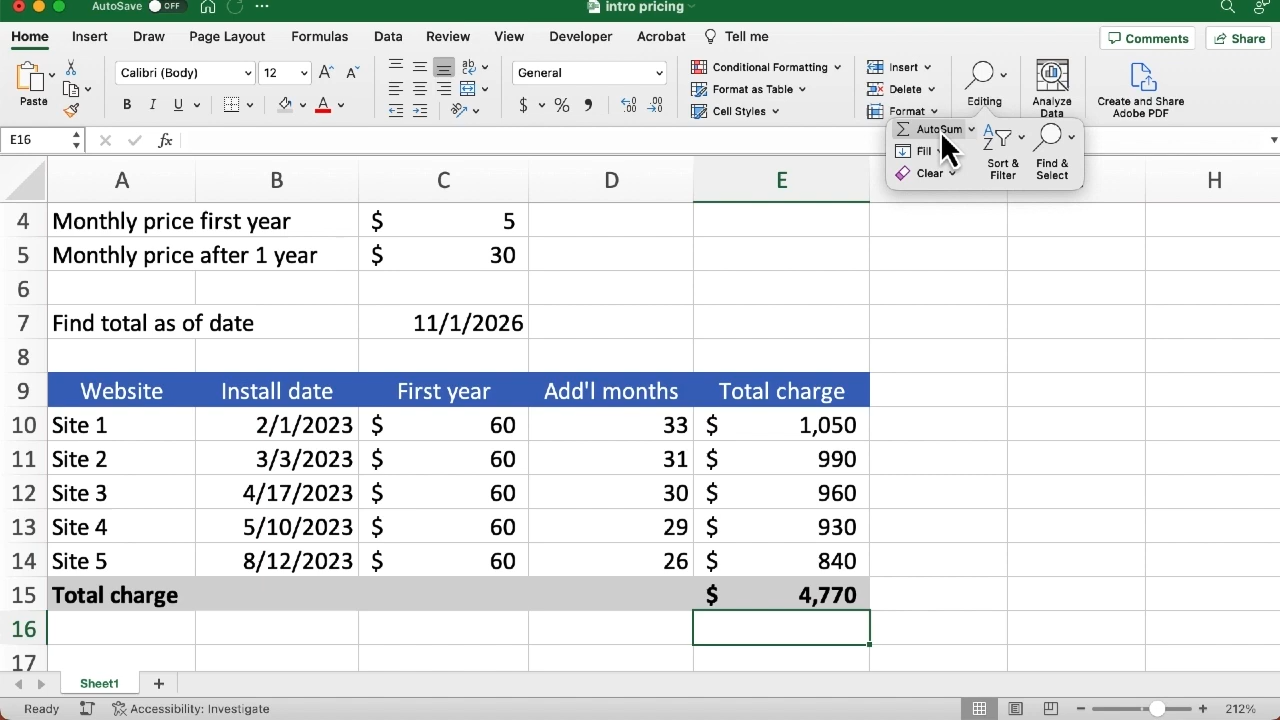 AutoSave OFF ... intro pricing
Home Insert Draw Page Layout Formulas Data Review View Developer Acrobat Tell me Comments Share
Paste Calibri (Body) 12 A A General Conditional Formatting Format as Table Cell Styles Insert Delete Format Editing Analyze Data Create and Share Adobe PDF
B I U A $ % 9
AutoSum Fill Clear Sort & Filter Find & Select
E16 fx
A B C D E H
4 Monthly price first year $ 5
5 Monthly price after 1 year $ 30
6
7 Find total as of date 11/1/2026
8
9 Website Install date First year Add'l months Total charge
10 Site 1 2/1/2023 $ 60 33 $ 1,050
11 Site 2 3/3/2023 $ 60 31 $ 990
12 Site 3 4/17/2023 $ 60 30 $ 960
13 Site 4 5/10/2023 $ 60 29 $ 930
14 Site 5 8/12/2023 $ 60 26 $ 840
15 Total charge $ 4,770
16
17
Sheet1 +
Ready Accessibility: Investigate 212%